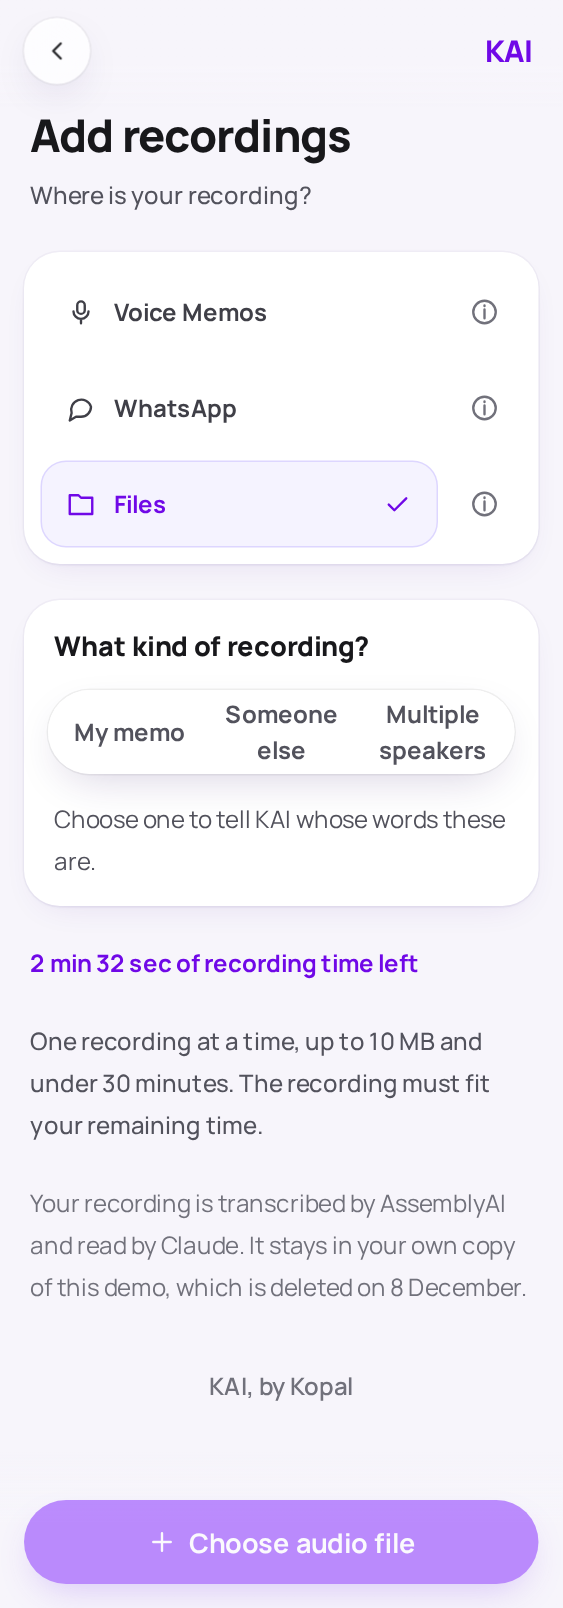 KAI
Add recordings
Where is your recording?
Voice Memos
WhatsApp
Files
What kind of recording?
My memo
Someone
else
Multiple
speakers
Choose one to tell KAI whose words these
are.
2 min 32 sec of recording time left
One recording at a time, up to 10 MB and
under 30 minutes. The recording must fit
your remaining time.
Your recording is transcribed by AssemblyAI
and read by Claude. It stays in your own copy
of this demo, which is deleted on 8 December.
KAI, by Kopal
Choose audio file